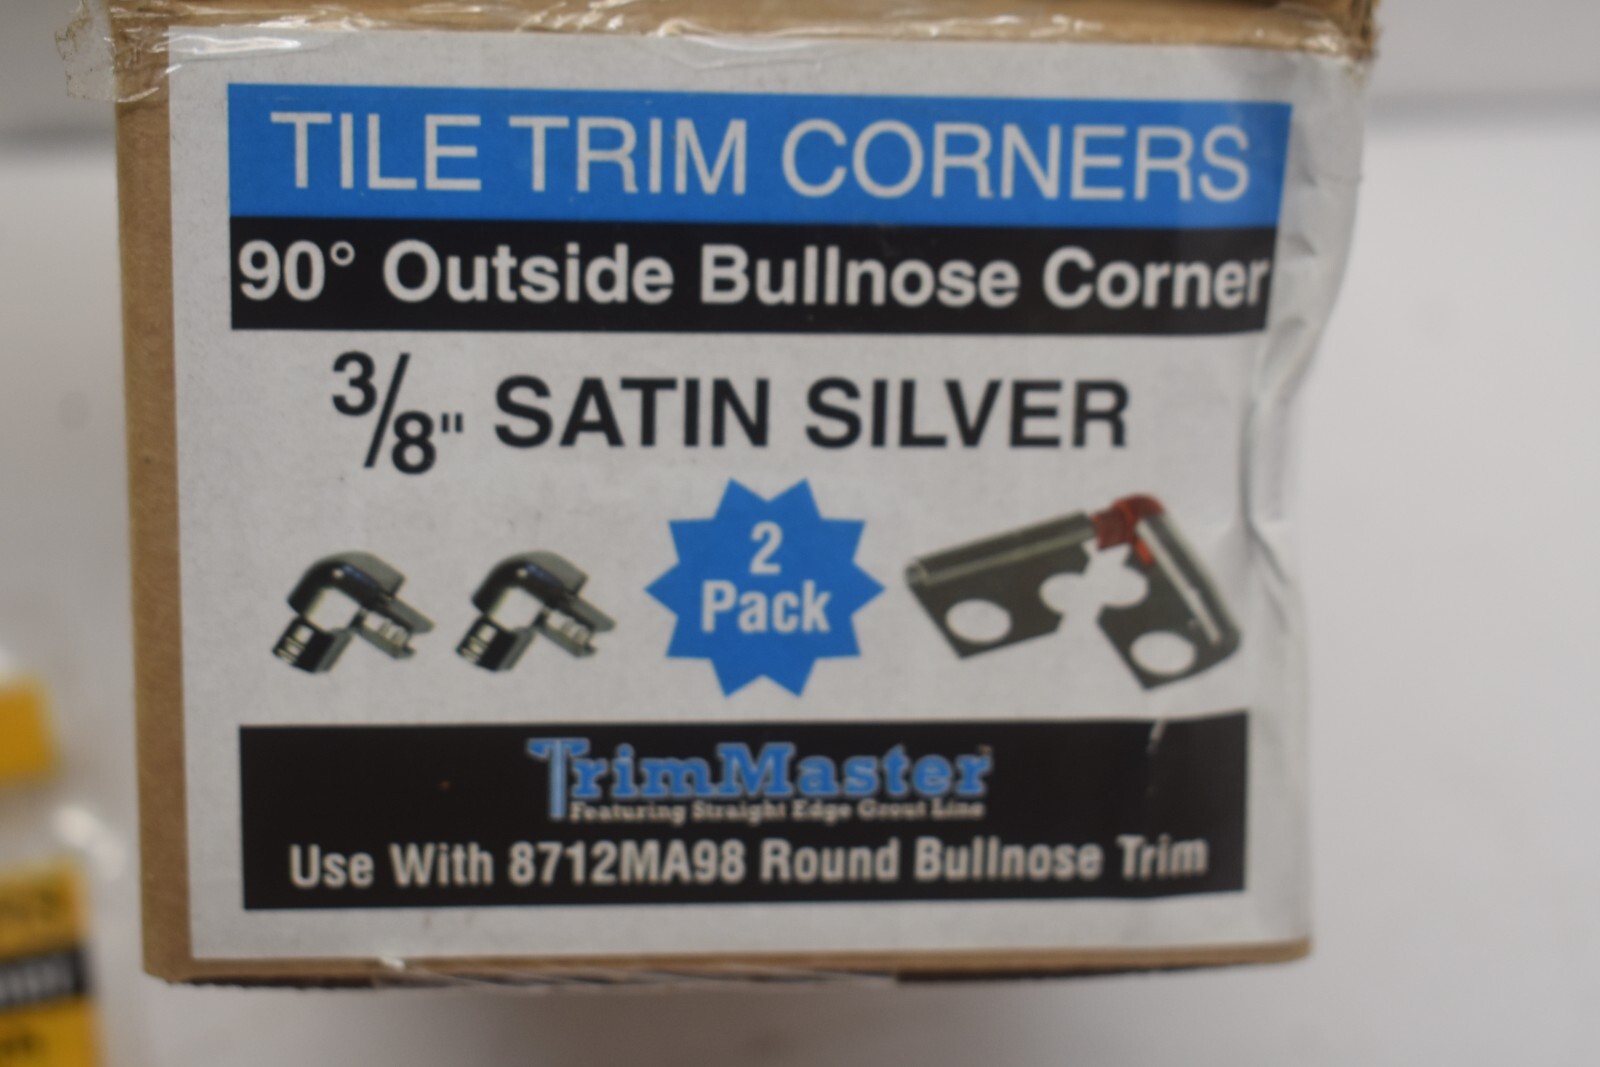 TILE TRIM CORNERS
90° Outside Bullnose Corner
3/8" SATIN SILVER
2
Pack
TrimMaster
Featuring Straight Edge Grout Line
Use With 8712MA98 Round Bullnose Trim